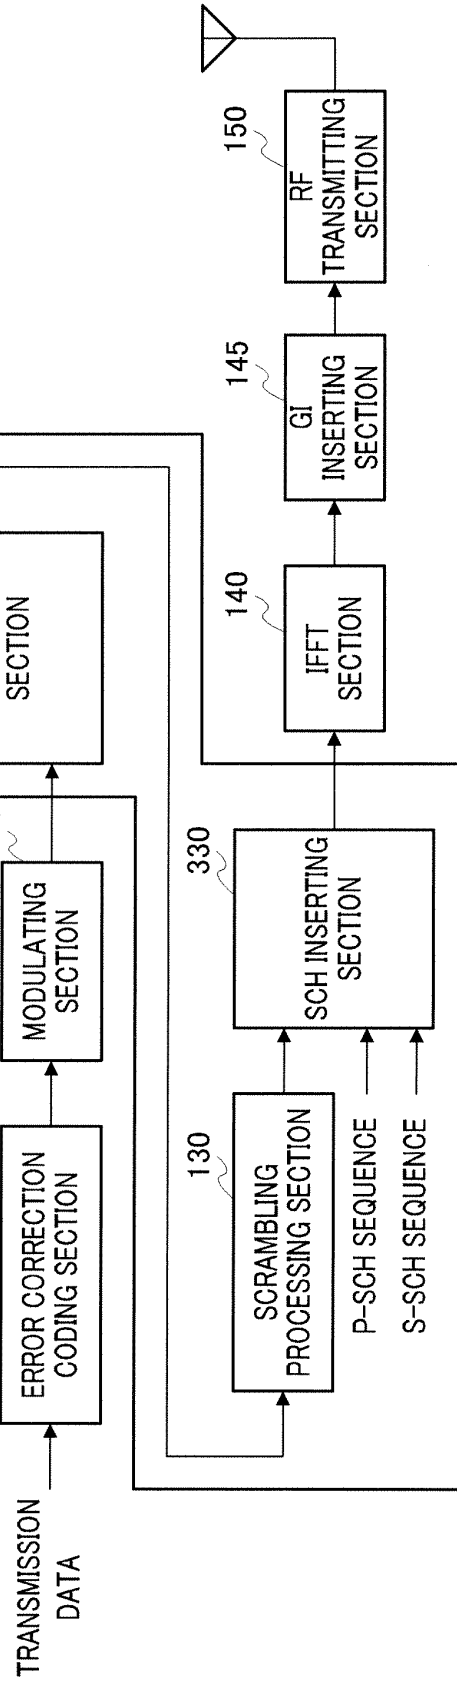 TRANSMISSION
DATA
ERROR CORRECTION
CODING SECTION
MODULATING
SECTION
SECTION
130
SCRAMBLING
PROCESSING SECTION
P-SCH SEQUENCE
S-SCH SEQUENCE
330
SCH INSERTING
SECTION
140
IFFT
SECTION
145
GI
INSERTING
SECTION
150
RF
TRANSMITTING
SECTION